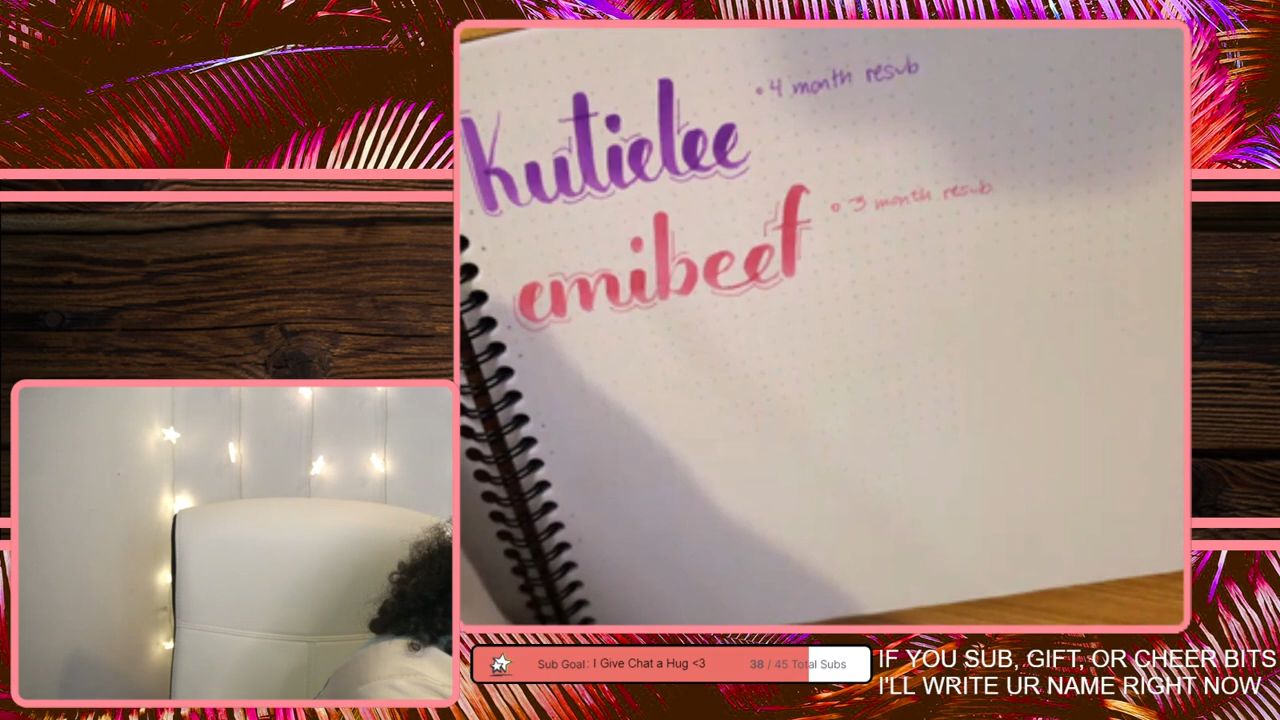 Kutielee
• 4 month resub
emibeef
• 3 month resub
Sub Goal: I Give Chat a Hug <3 38 / 45 Total Subs
IF YOU SUB, GIFT, OR CHEER BITS
I'LL WRITE UR NAME RIGHT NOW